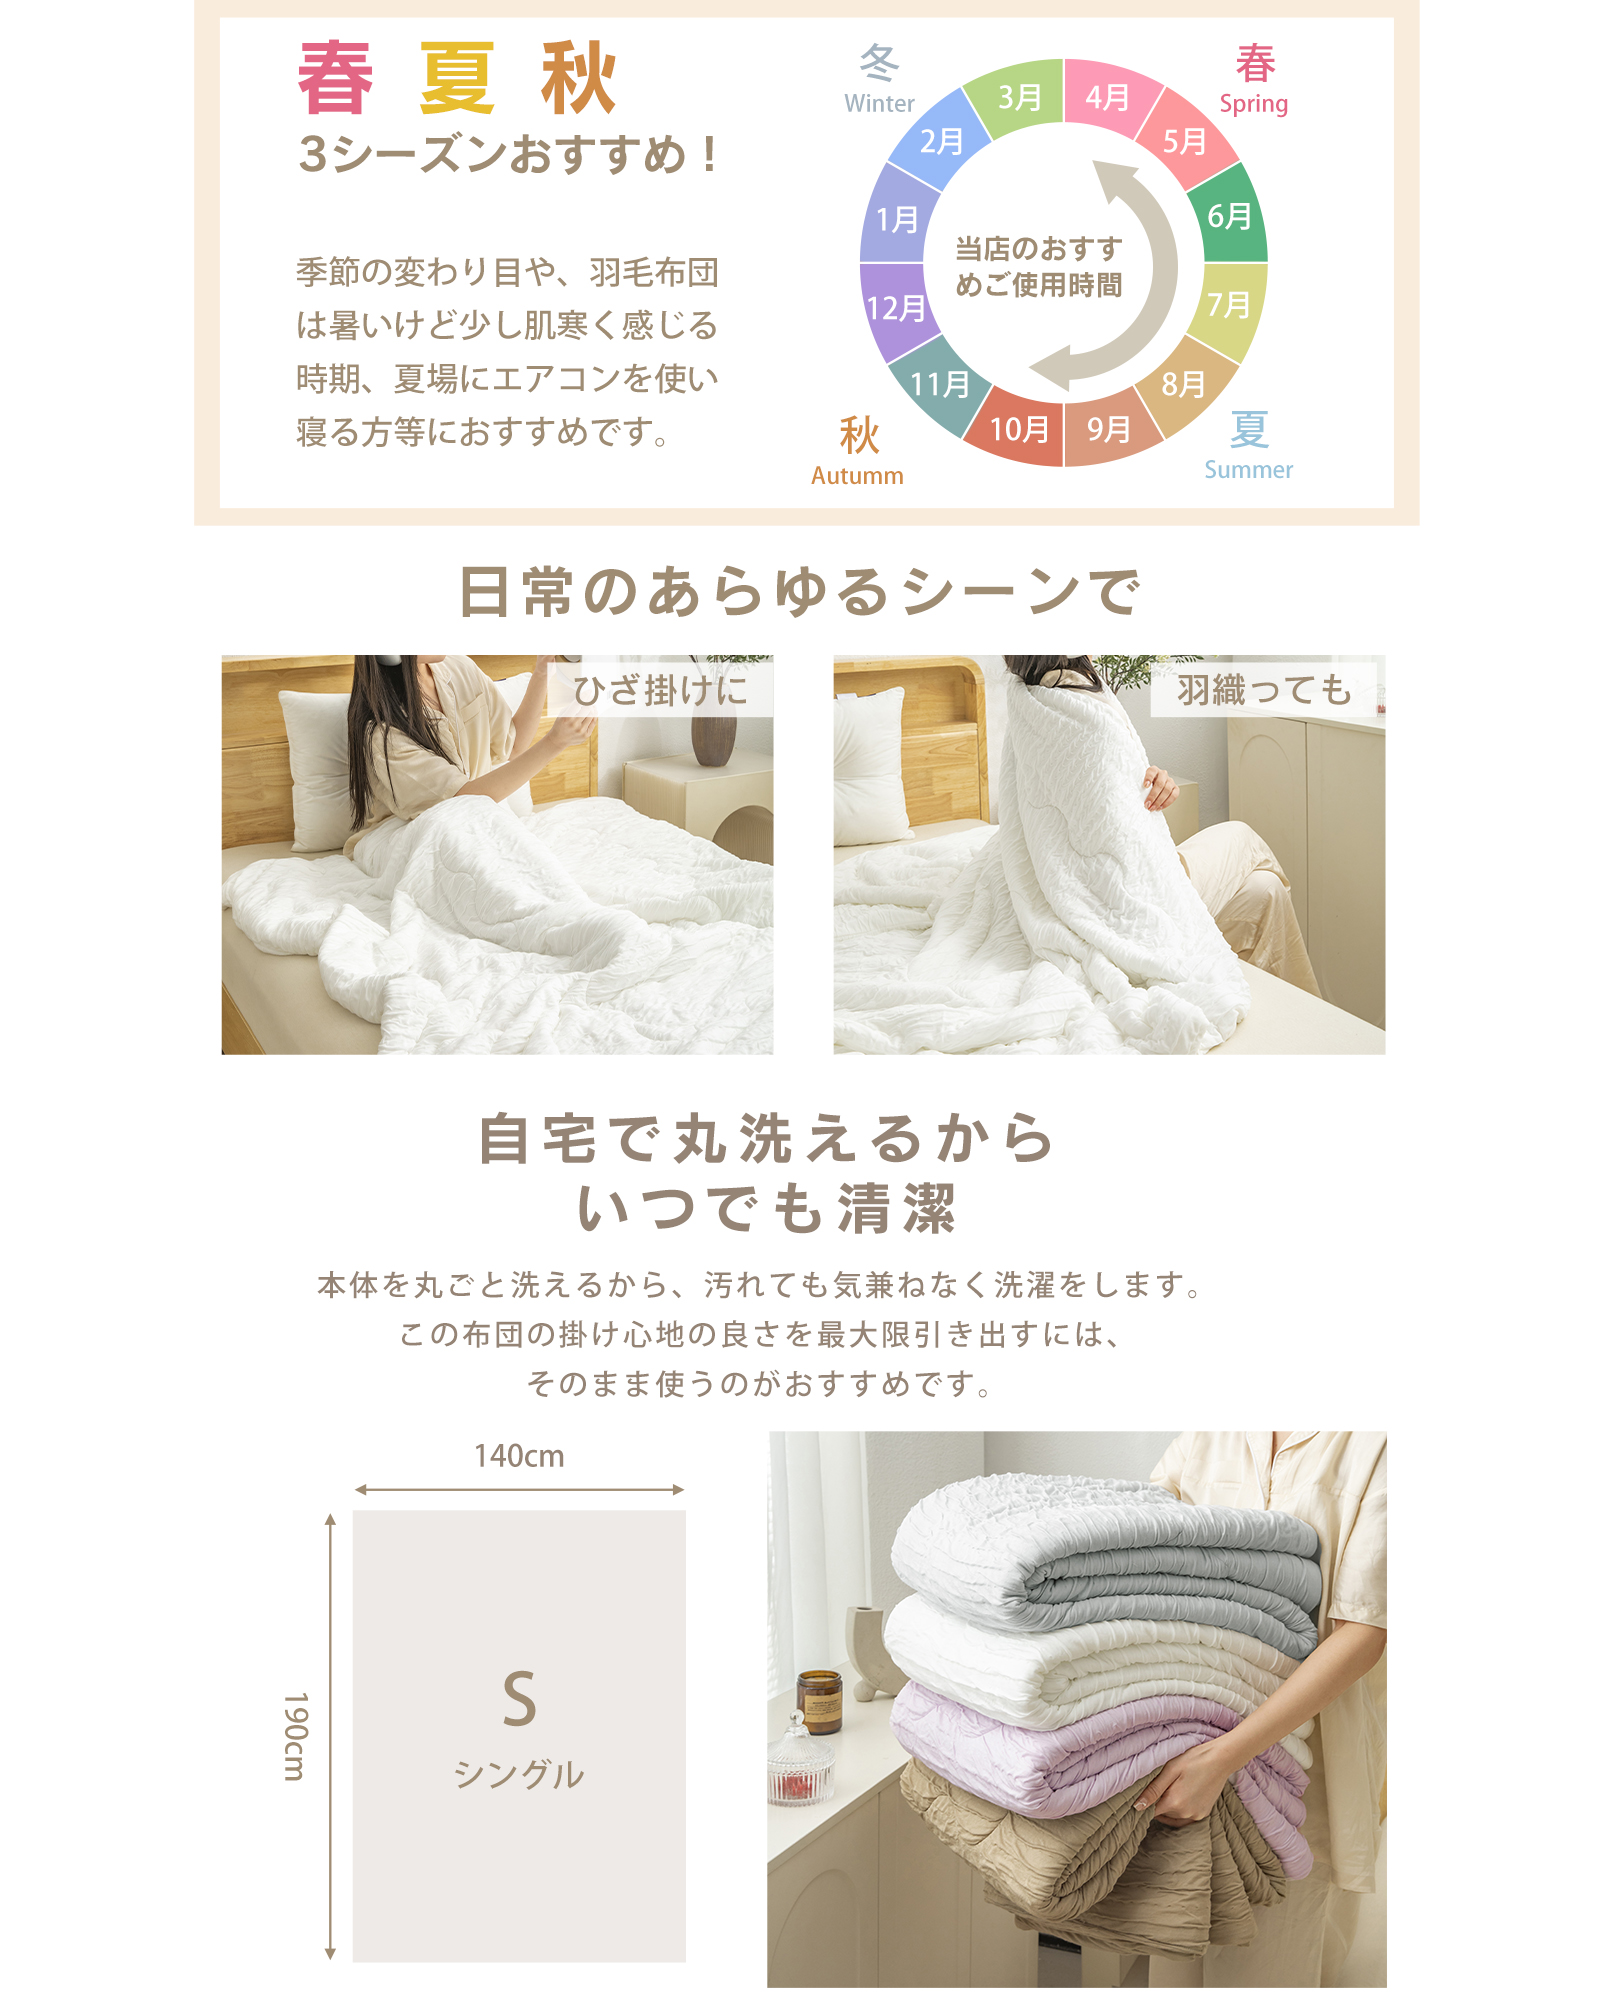 春 夏 秋
3シーズンおすすめ！
季節の変わり目や、羽毛布団
は暑いけど少し肌寒く感じる
時期、夏場にエアコンを使い
寝る方等におすすめです。
冬
Winter
春
Spring
3月
4月
2月
5月
1月
6月
当店のおすす
めご使用時間
12月
7月
11月
8月
10月
9月
秋
Autumm
夏
Summer
日常のあらゆるシーンで
ひざ掛けに
羽織っても
自宅で丸洗えるから
いつでも清潔
本体を丸ごと洗えるから、汚れても気兼ねなく洗濯をします。
この布団の掛け心地の良さを最大限引き出すには、
そのまま使うのがおすすめです。
140cm
190cm
S
シングル